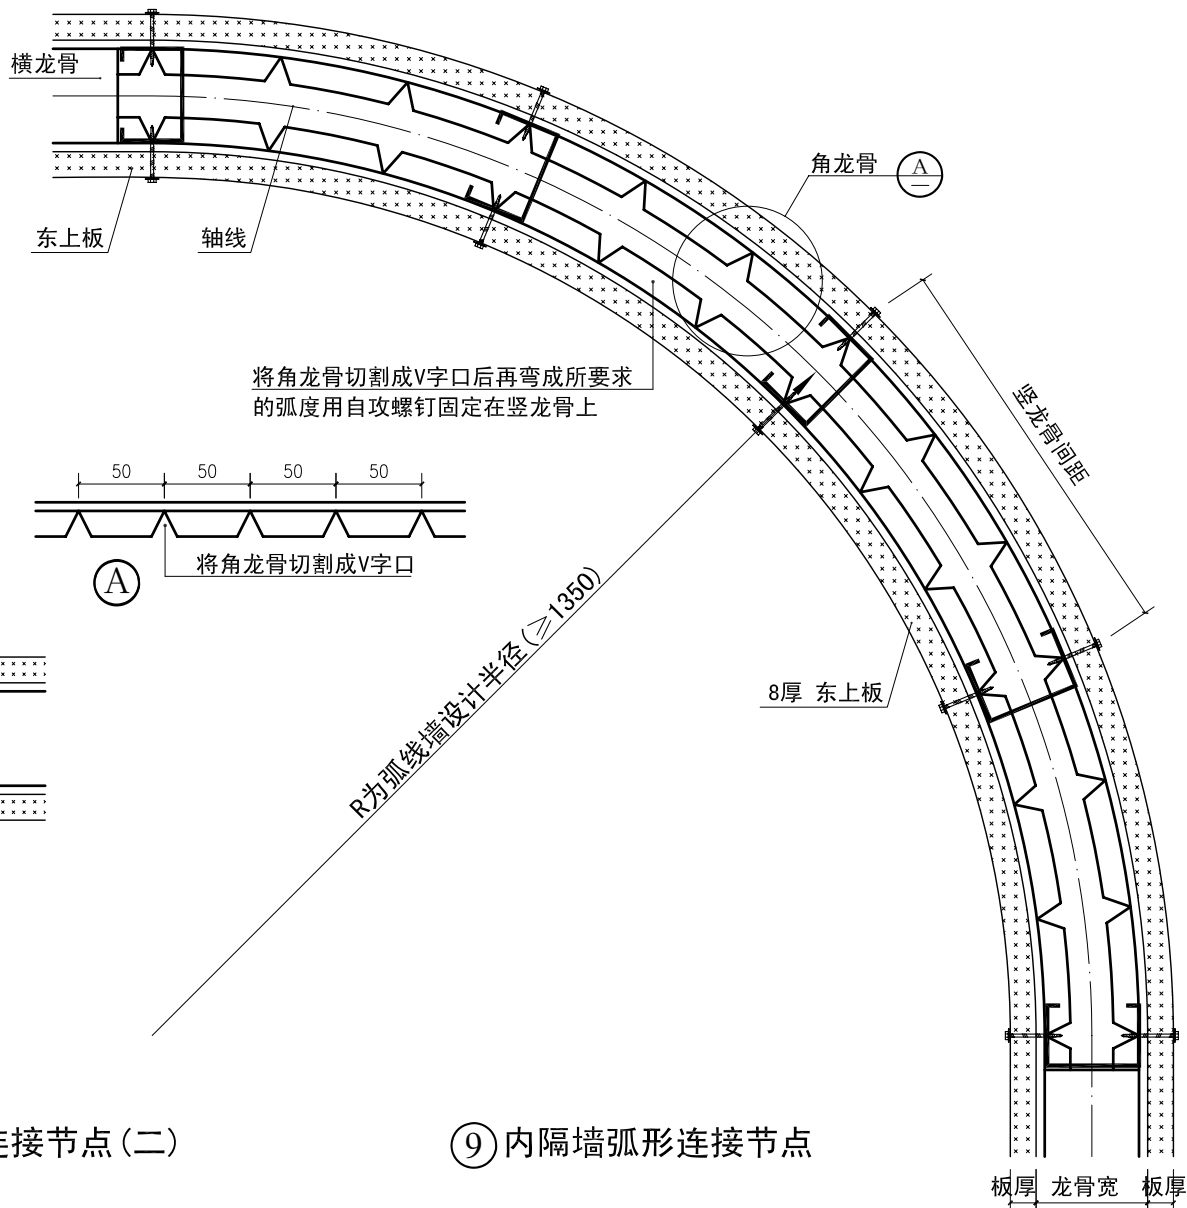 横龙骨
角龙骨
A
东上板
轴线
将角龙骨切割成V字口后再弯成所要求
的弧度用自攻螺钉固定在竖龙骨上
竖龙骨间距
50
50
50
50
将角龙骨切割成V字口
A
R为弧线墙设计半径(≥1350)
8厚 东上板
接节点(二)
9 内隔墙弧形连接节点
板厚
龙骨宽
板厚